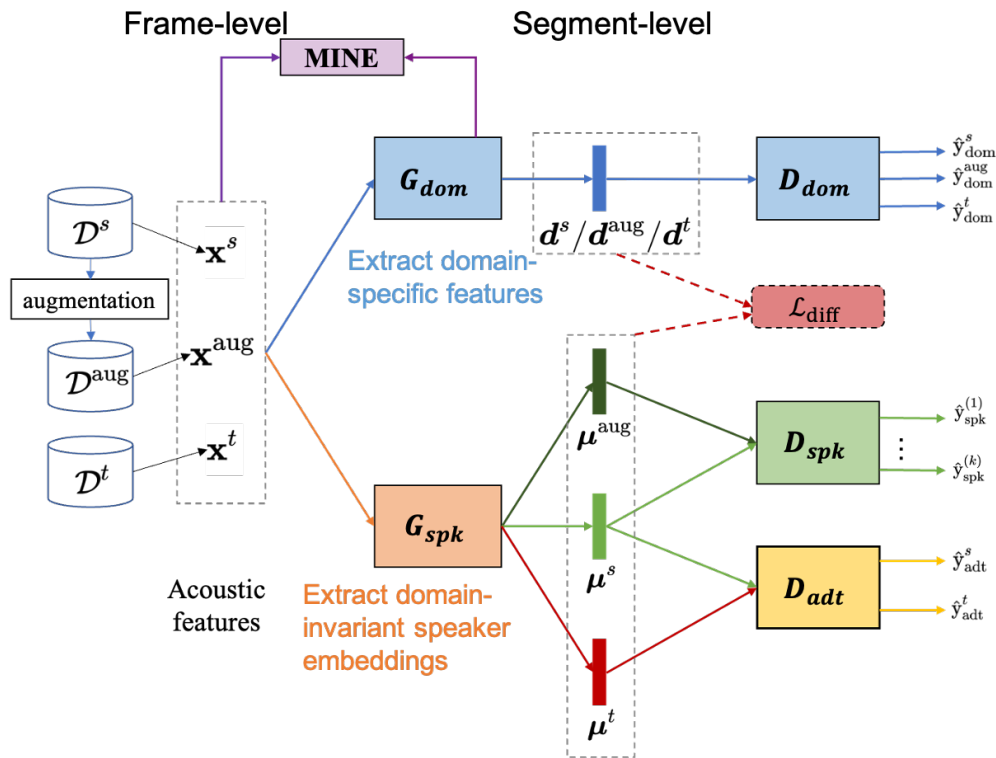 Frame-level
Segment-level
MINE
G_dom
D_dom
ŷ^s_dom
ŷ^aug_dom
ŷ^t_dom
𝒟^s
x^s
d^s/d^aug/d^t
Extract domain-
specific features
augmentation
ℒ_diff
x^aug
𝒟^aug
μ^aug
D_spk
ŷ^(1)_spk
⋮
ŷ^(k)_spk
x^t
𝒟^t
G_spk
μ^s
D_adt
ŷ^s_adt
ŷ^t_adt
Acoustic
features
Extract domain-
invariant speaker
embeddings
μ^t